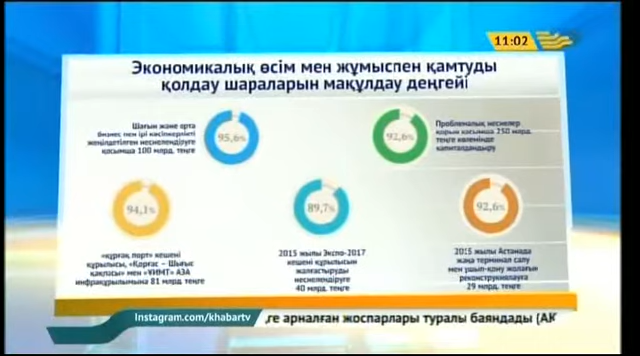 11:02
Экономикалық өсім мен жұмыспен қамтуды
қолдау шараларын мақұлдау деңгейі
Шағын және орта
бизнес пен ірі кәсіпкерлікті
жеңілдетілген несиелендіруге
қосымша 100 млрд. теңге
95,6%
92,6%
Проблемалық несиелер
қорын қосымша 250 млрд.
теңге көлемінде
капиталдандыру
94,1%
89,7%
92,6%
«құрғақ порт» кешені
құрылысы, «Қорғас – Шығыс
қақпасы» мен «ҰИМТ» АЭА
инфрақұрылымына 81 млрд. теңге
2015 жылы Экспо-2017
кешені құрылысын
жалғастыруды
несиелендіруге
40 млрд. теңге
2015 жылы Астанада
жаңа терминал салу
мен ұшып-қону жолағын
реконструкциялауға
29 млрд. теңге
Instagram.com/khabartv
ге арналған жоспарлары туралы баяндады (АК